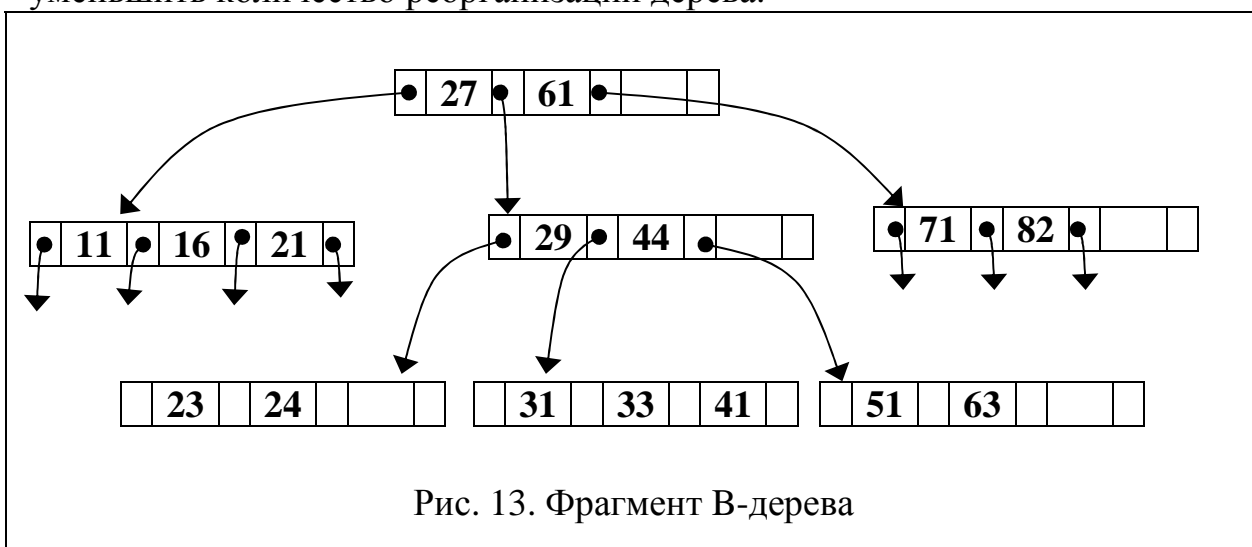 уменьшить количество реорганизаций дерева.
27 61
11 16 21
29 44
71 82
23 24
31 33 41
51 63
Рис. 13. Фрагмент В-дерева